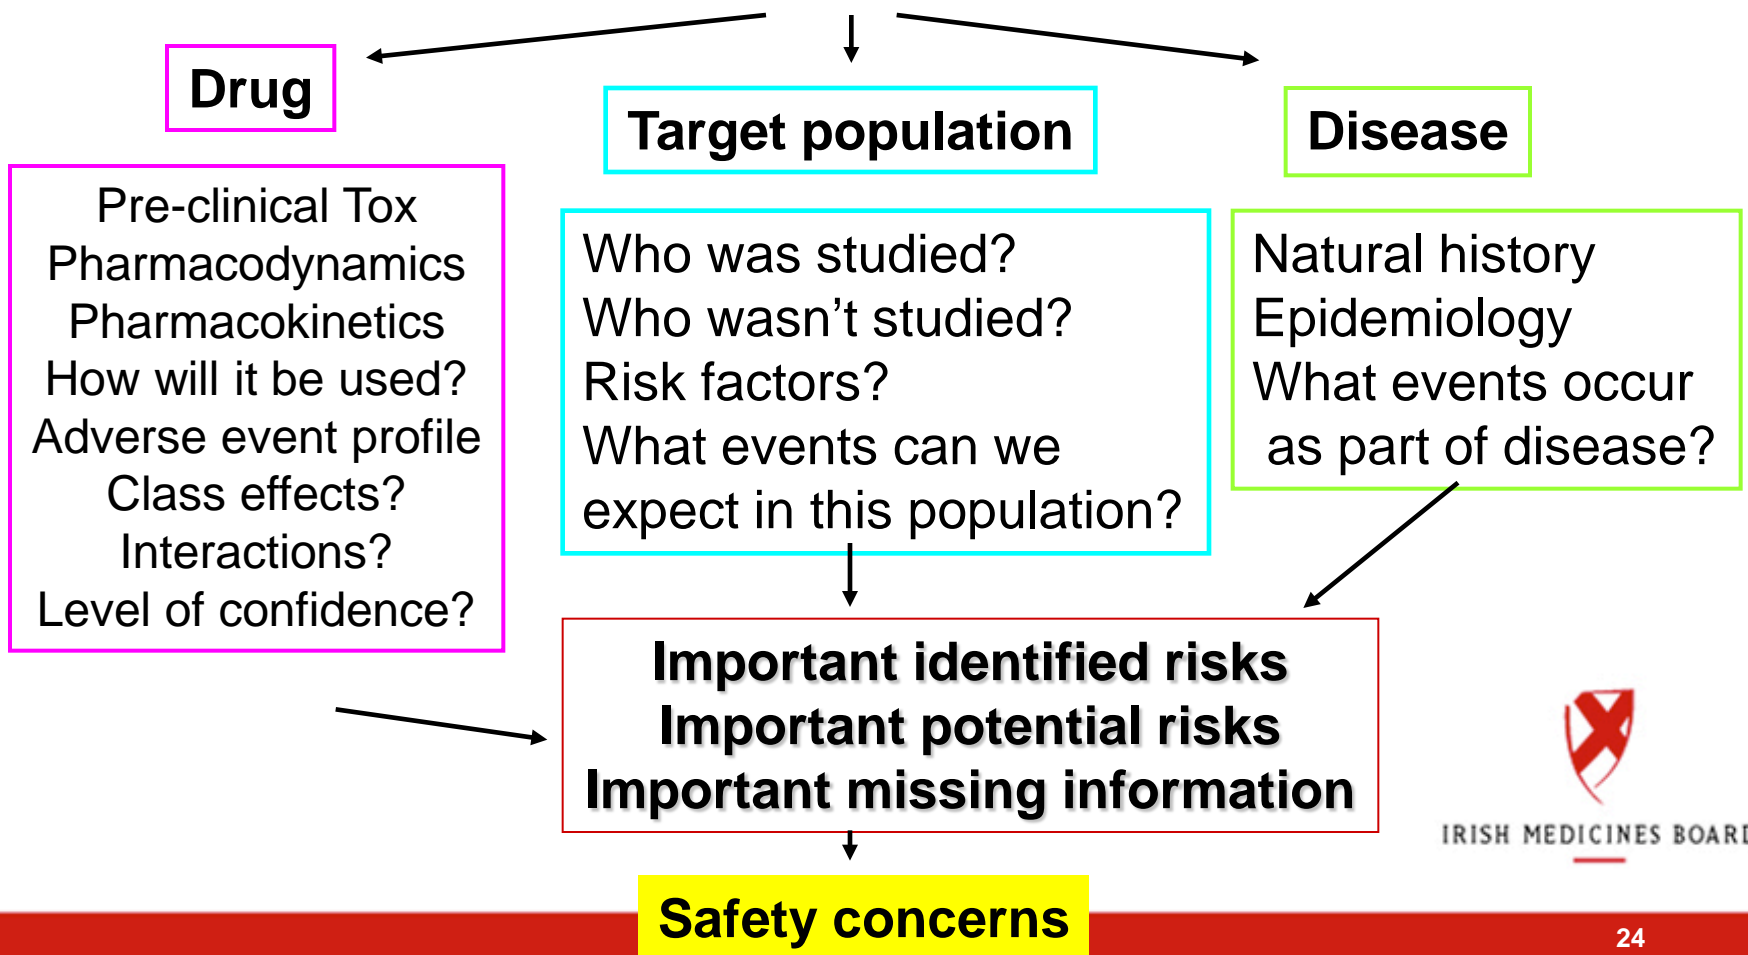 Drug
Pre-clinical Tox
Pharmacodynamics
Pharmacokinetics
How will it be used?
Adverse event profile
Class effects?
Interactions?
Level of confidence?
Target population
Who was studied?
Who wasn’t studied?
Risk factors?
What events can we
expect in this population?
Disease
Natural history
Epidemiology
What events occur
as part of disease?
Important identified risks
Important potential risks
Important missing information
Safety concerns
IRISH MEDICINES BOARD
24